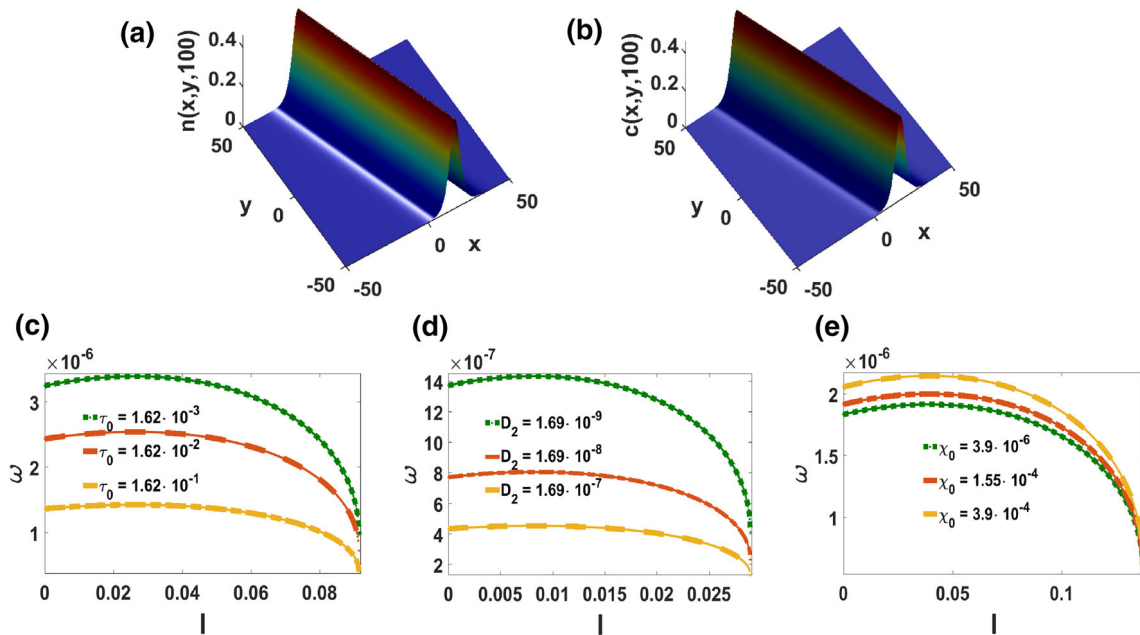 (a)
n(x,y,100)
0.4
0.2
0
50
y
0
-50
-50
0
x
50
(b)
c(x,y,100)
0.4
0.2
0
50
y
0
-50
-50
0
x
50
(c)
×10⁻⁶
3
2
1
ω
τ₀ = 1.62· 10⁻³
τ₀ = 1.62· 10⁻²
τ₀ = 1.62· 10⁻¹
0 0.02 0.04 0.06 0.08
l
(d)
×10⁻⁷
14
12
10
8
6
4
2
ω
D₂ = 1.69· 10⁻⁹
D₂ = 1.69· 10⁻⁸
D₂ = 1.69· 10⁻⁷
0 0.005 0.01 0.015 0.02 0.025
l
(e)
×10⁻⁶
2
1.5
1
ω
χ₀ = 3.9· 10⁻⁶
χ₀ = 1.55· 10⁻⁴
χ₀ = 3.9· 10⁻⁴
0 0.05 0.1
l